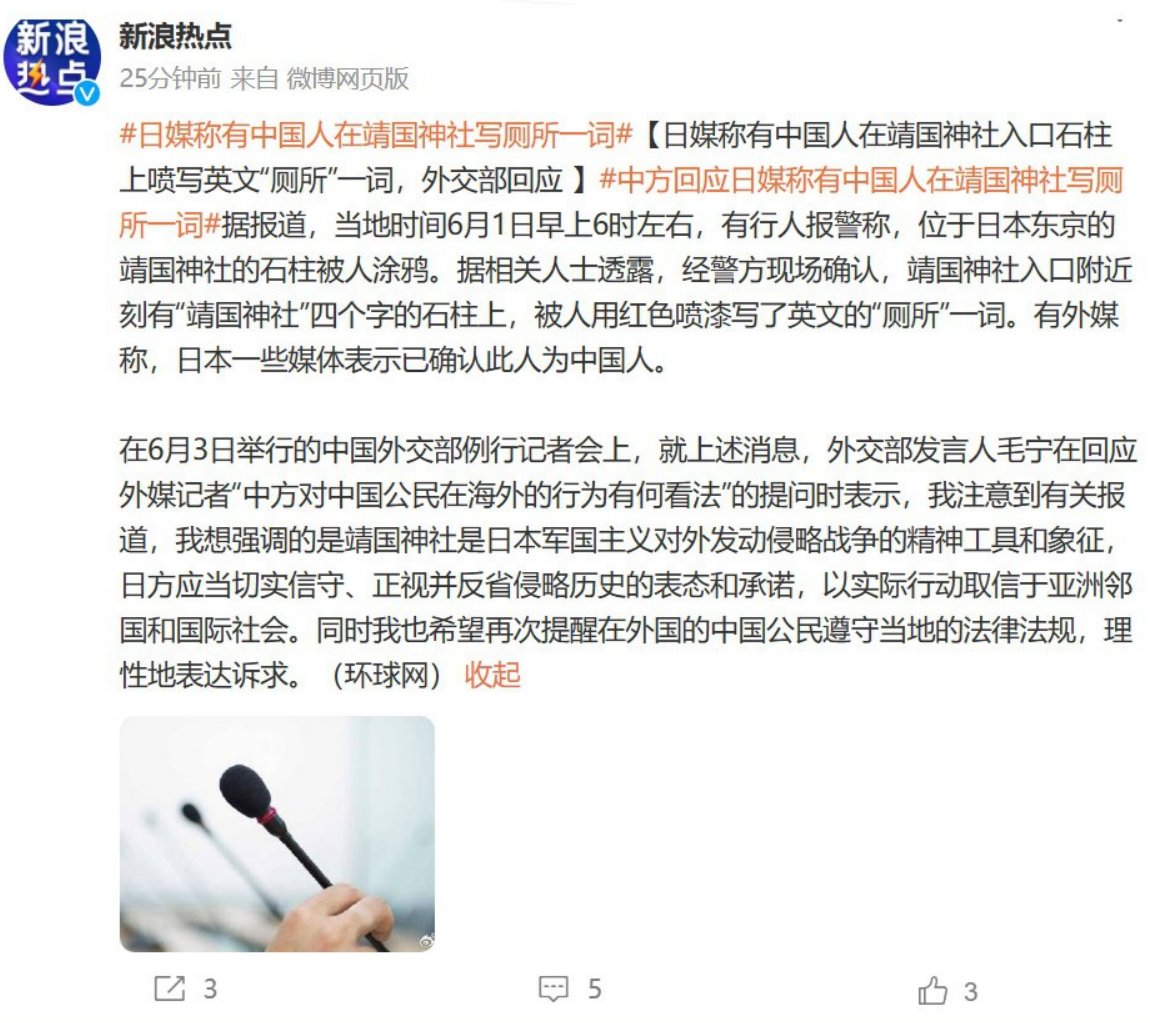 新浪
热点
新浪热点
25分钟前 来自 微博网页版
#日媒称有中国人在靖国神社写厕所一词#【日媒称有中国人在靖国神社入口石柱
上喷写英文“厕所”一词，外交部回应 】#中方回应日媒称有中国人在靖国神社写厕
所一词#据报道，当地时间6月1日早上6时左右，有行人报警称，位于日本东京的
靖国神社的石柱被人涂鸦。据相关人士透露，经警方现场确认，靖国神社入口附近
刻有“靖国神社”四个字的石柱上，被人用红色喷漆写了英文的“厕所”一词。有外媒
称，日本一些媒体表示已确认此人为中国人。
在6月3日举行的中国外交部例行记者会上，就上述消息，外交部发言人毛宁在回应
外媒记者“中方对中国公民在海外的行为有何看法”的提问时表示，我注意到有关报
道，我想强调的是靖国神社是日本军国主义对外发动侵略战争的精神工具和象征，
日方应当切实信守、正视并反省侵略历史的表态和承诺，以实际行动取信于亚洲邻
国和国际社会。同时我也希望再次提醒在外国的中国公民遵守当地的法律法规，理
性地表达诉求。（环球网） 收起
3
5
3